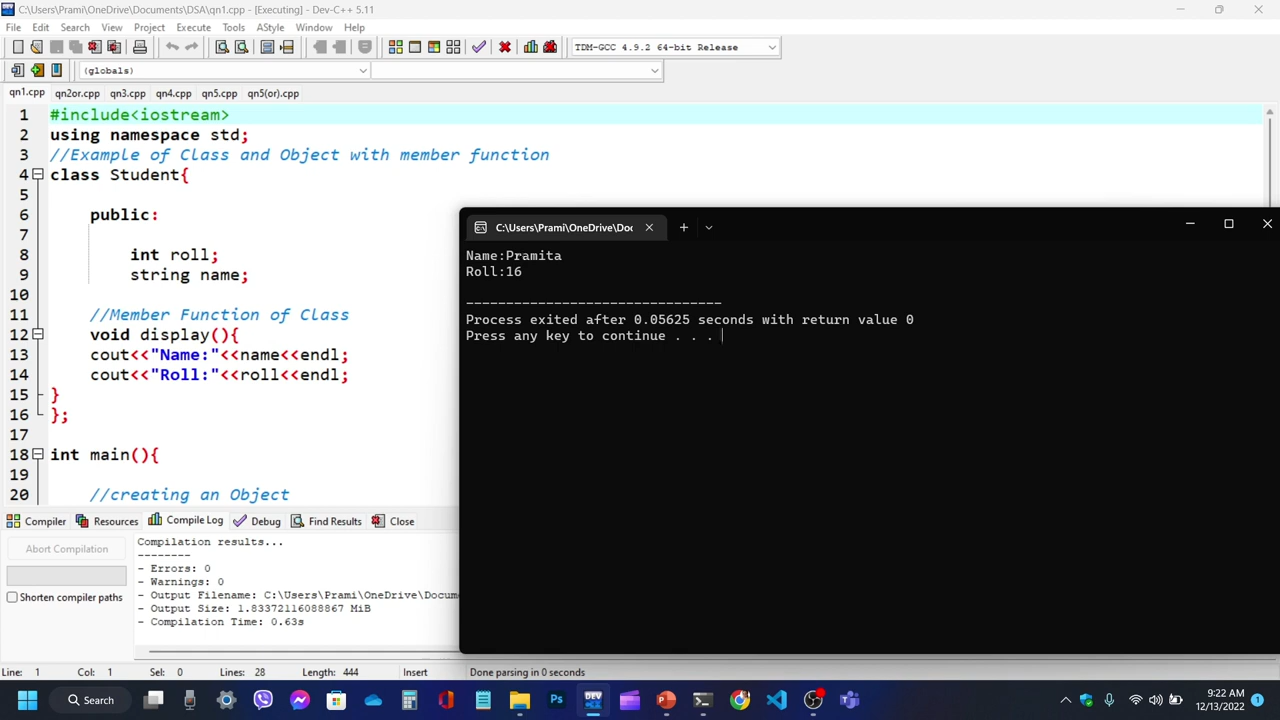 C:\Users\Prami\OneDrive\Documents\DSA\qn1.cpp - [Executing] - Dev-C++ 5.11
File Edit Search View Project Execute Tools AStyle Window Help
TDM-GCC 4.9.2 64-bit Release
(globals)
qn1.cpp qn2or.cpp qn3.cpp qn4.cpp qn5.cpp qn5(or).cpp
1 #include<iostream>
2 using namespace std;
3 //Example of Class and Object with member function
4 class Student{
5
6 public:
7
8 int roll;
9 string name;
10
11 //Member Function of Class
12 void display(){
13 cout<<"Name:"<<name<<endl;
14 cout<<"Roll:"<<roll<<endl;
15 }
16 };
17
18 int main(){
19
20 //creating an Object
C:\Users\Prami\OneDrive\Doc
Name:Pramita
Roll:16
--------------------------------
Process exited after 0.05625 seconds with return value 0
Press any key to continue . . .
Compiler Resources Compile Log Debug Find Results Close
Abort Compilation
Shorten compiler paths
Compilation results...
--------
- Errors: 0
- Warnings: 0
- Output Filename: C:\Users\Prami\OneDrive\Docume
- Output Size: 1.83372116088867 MiB
- Compilation Time: 0.63s
Line: 1 Col: 1 Sel: 0 Lines: 28 Length: 444 Insert Done parsing in 0 seconds
Search
DEV
Ps
9:22 AM
12/13/2022
1